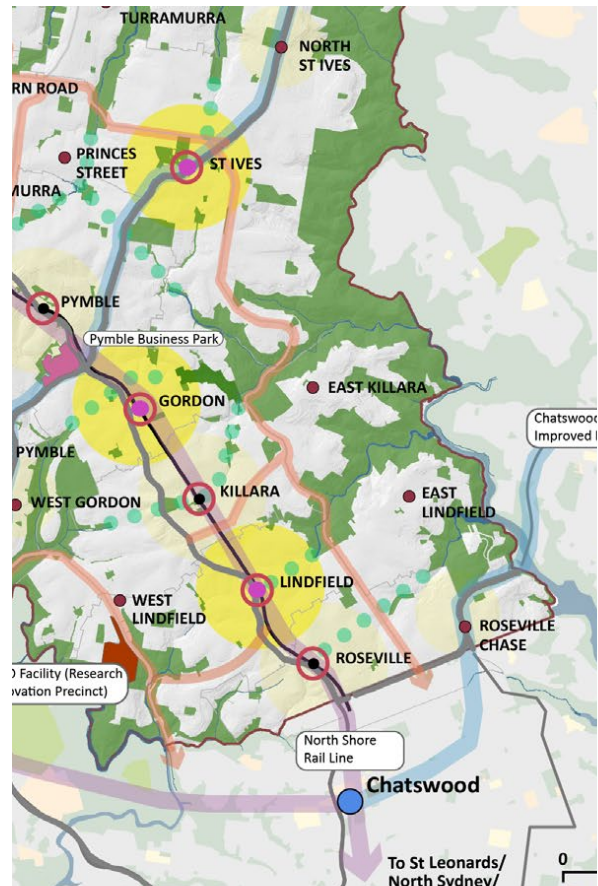 TURRAMURRA
NORTH
ST IVES
RN ROAD
PRINCES
STREET
ST IVES
MURRA
PYMBLE
Pymble Business Park
GORDON
EAST KILLARA
Chatswood
Improved
PYMBLE
KILLARA
WEST GORDON
EAST
LINDFIELD
LINDFIELD
WEST
LINDFIELD
ROSEVILLE
CHASE
ROSEVILLE
O Facility (Research
ovation Precinct)
North Shore
Rail Line
Chatswood
To St Leonards/
North Sydney/
0